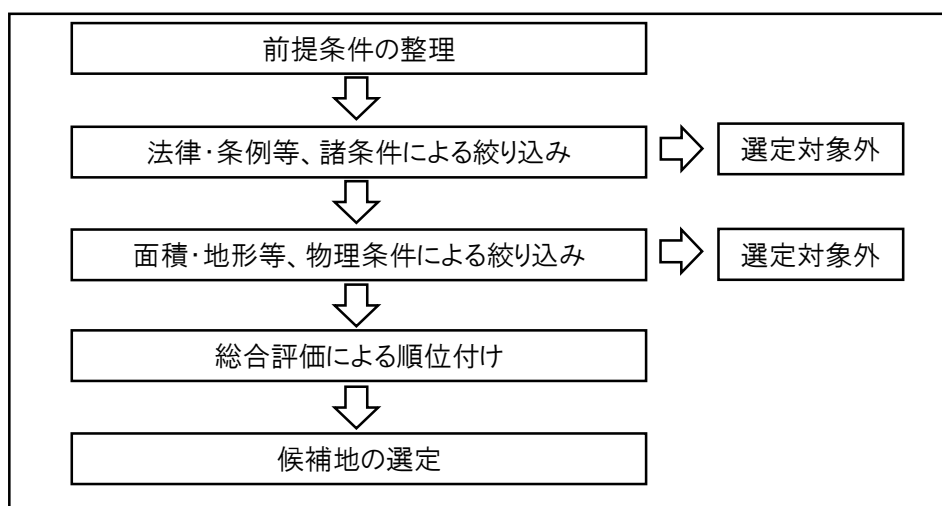 前提条件の整理
法律・条例等、諸条件による絞り込み
選定対象外
面積・地形等、物理条件による絞り込み
選定対象外
総合評価による順位付け
候補地の選定